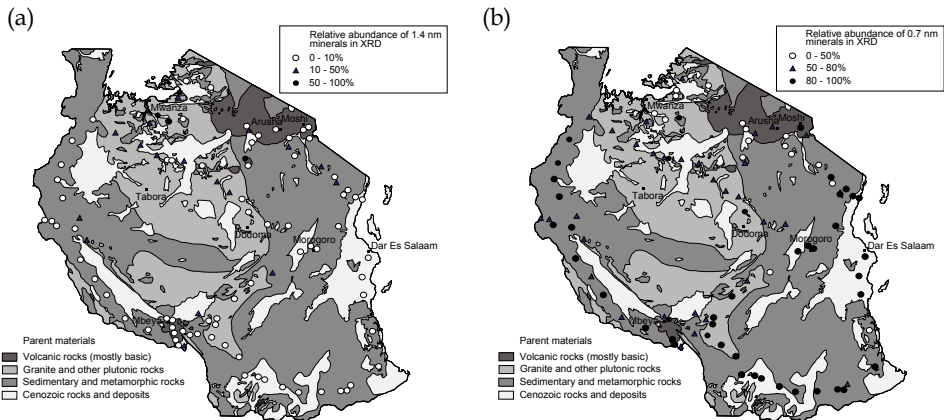 (a)
Relative abundance of 1.4 nm
minerals in XRD
0 - 10%
10 - 50%
50 - 100%
Mwanza
Arusha
Moshi
Tabora
Dodoma
Morogoro
Dar Es Salaam
Mbeya
Parent materials
Volcanic rocks (mostly basic)
Granite and other plutonic rocks
Sedimentary and metamorphic rocks
Cenozoic rocks and deposits
(b)
Relative abundance of 0.7 nm
minerals in XRD
0 - 50%
50 - 80%
80 - 100%
Mwanza
Arusha
Moshi
Tabora
Dodoma
Morogoro
Dar Es Salaam
Mbeya
Parent materials
Volcanic rocks (mostly basic)
Granite and other plutonic rocks
Sedimentary and metamorphic rocks
Cenozoic rocks and deposits